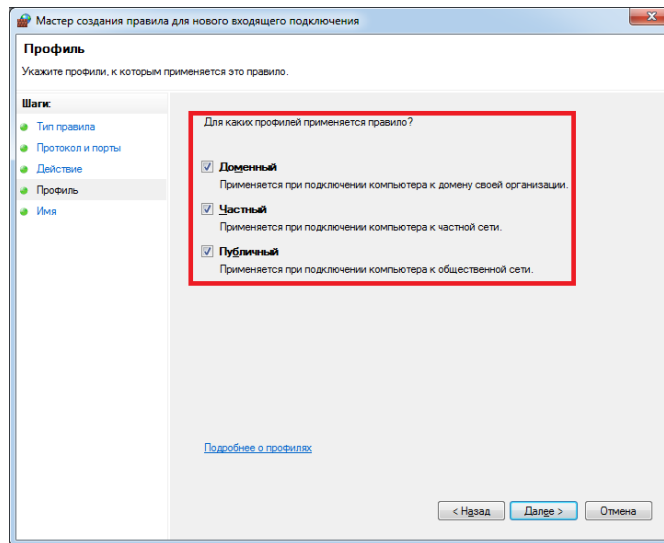 Мастер создания правила для нового входящего подключения
Профиль
Укажите профили, к которым применяется это правило.
Шаги:
Тип правила
Протокол и порты
Действие
Профиль
Имя
Для каких профилей применяется правило?
Доменный
Применяется при подключении компьютера к домену своей организации.
Частный
Применяется при подключении компьютера к частной сети.
Публичный
Применяется при подключении компьютера к общественной сети.
Подробнее о профилях
< Назад
Далее >
Отмена